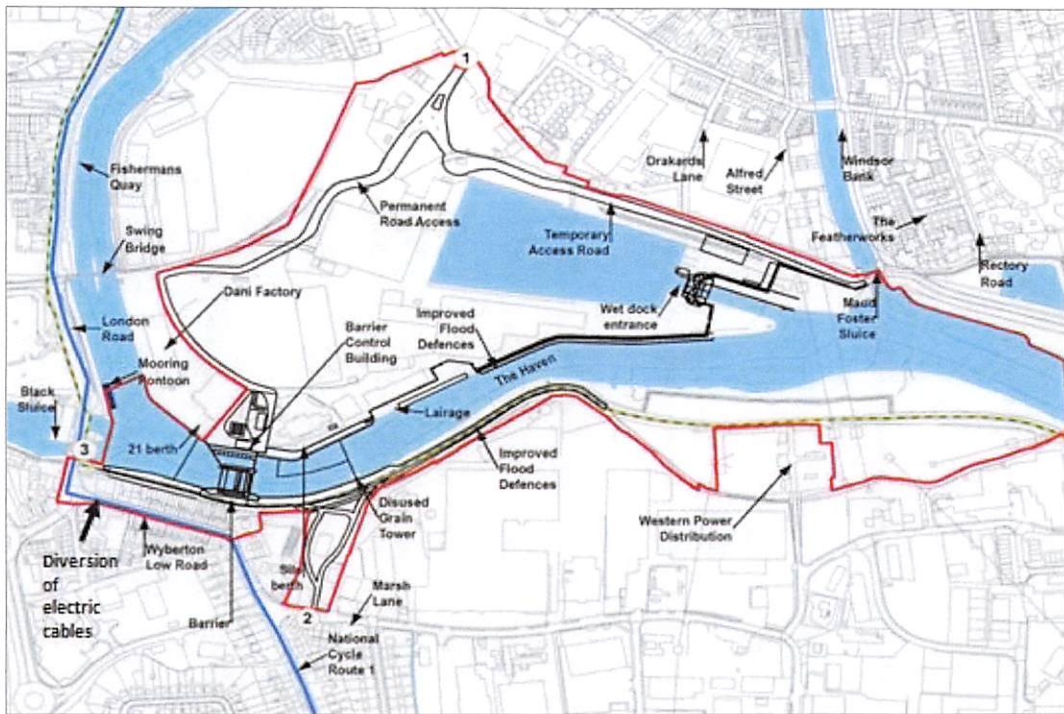 1
Fishermans
Quay
Swing
Bridge
Permanent
Road Access
Dani Factory
Drakards
Lane
Alfred
Street
Windsor
Bank
The
Featherworks
Rectory
Road
Temporary
Access Road
Wet dock
entrance
Maud
Foster
Sluice
London
Road
Mooring
Pontoon
Barrier
Control
Building
Improved
Flood
Defences
The Haven
Lairage
Black
Sluice
3
21 berth
Improved
Flood
Defences
Disused
Grain
Tower
Western Power
Distribution
Diversion
of
electric
cables
Wyberton
Low Road
Barrier
Silo
berth
2
Marsh
Lane
National
Cycle
Route 1